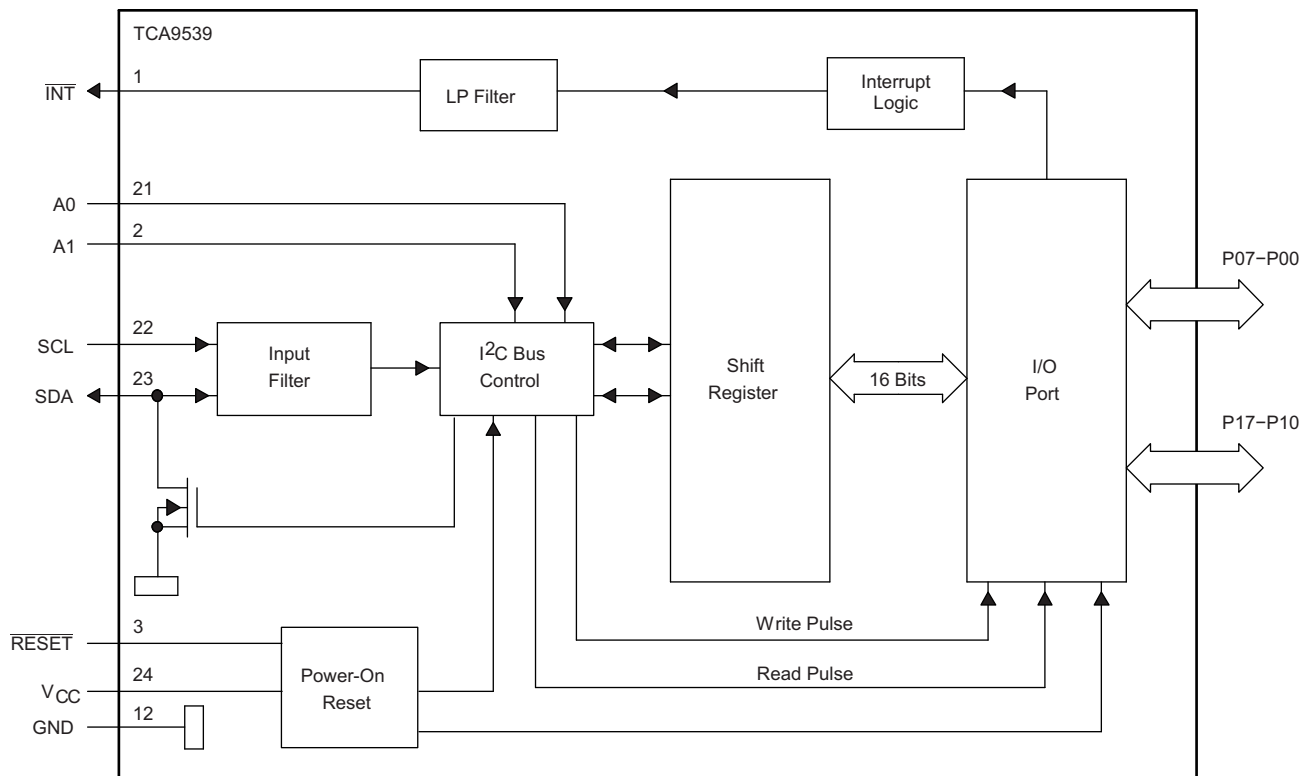 TCA9539
1
INT
LP Filter
Interrupt
Logic
21
A0
2
A1
P07−P00
22
SCL
Input
Filter
I2C Bus
Control
Shift
Register
16 Bits
I/O
Port
23
SDA
P17−P10
Write Pulse
3
RESET
Read Pulse
Power-On
Reset
24
VCC
12
GND